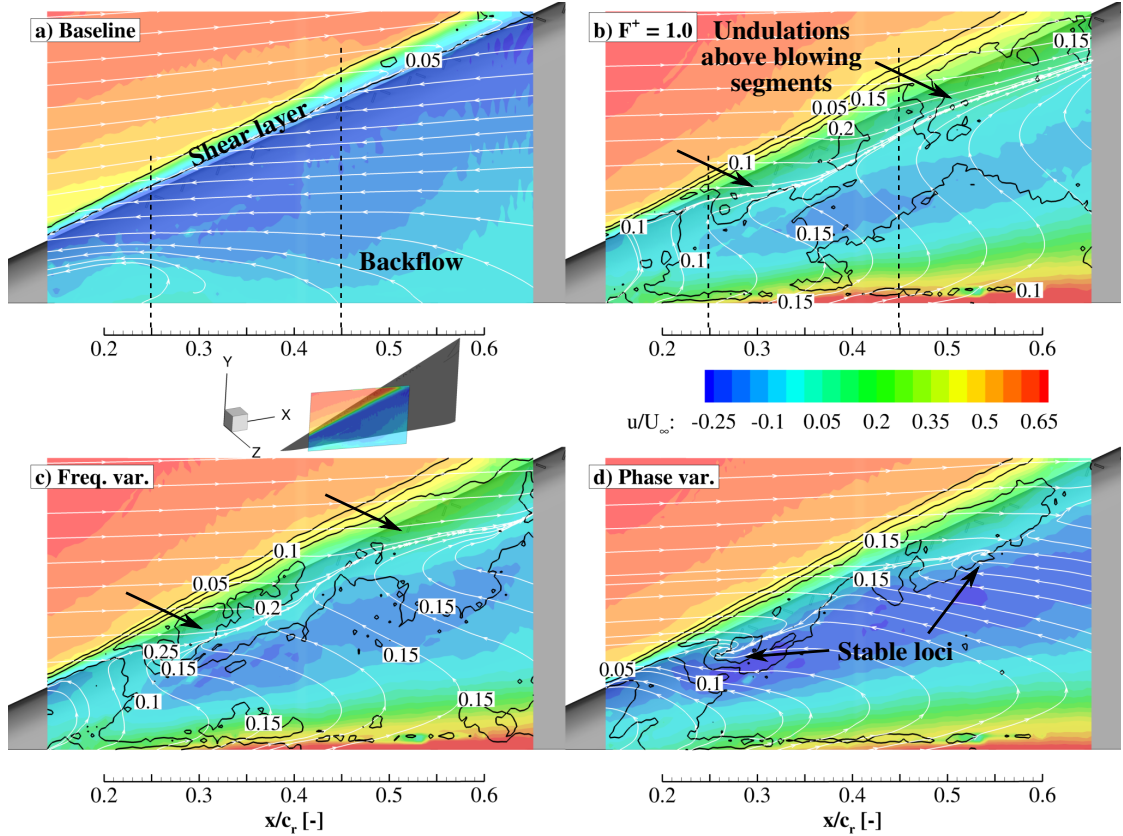 a) Baseline
0.05
Shear layer
Backflow
0.2 0.3 0.4 0.5 0.6
b) F+ = 1.0
Undulations
above blowing
segments
0.15
0.05
0.15
0.2
0.1
0.1
0.15
0.1
0.15
0.1
0.2 0.3 0.4 0.5 0.6
Y
X
Z
u/U∞: -0.25 -0.1 0.05 0.2 0.35 0.5 0.65
c) Freq. var.
0.1
0.05
0.2
0.25
0.15
0.15
0.15
0.1
0.15
0.15
0.2 0.3 0.4 0.5 0.6
x/cr [-]
d) Phase var.
0.15
0.15
0.05
0.1
Stable loci
0.2 0.3 0.4 0.5 0.6
x/cr [-]